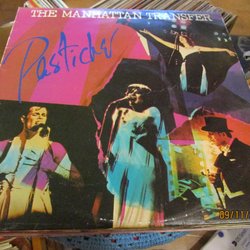 THE MANHATTAN TRANSFER
Pastiche